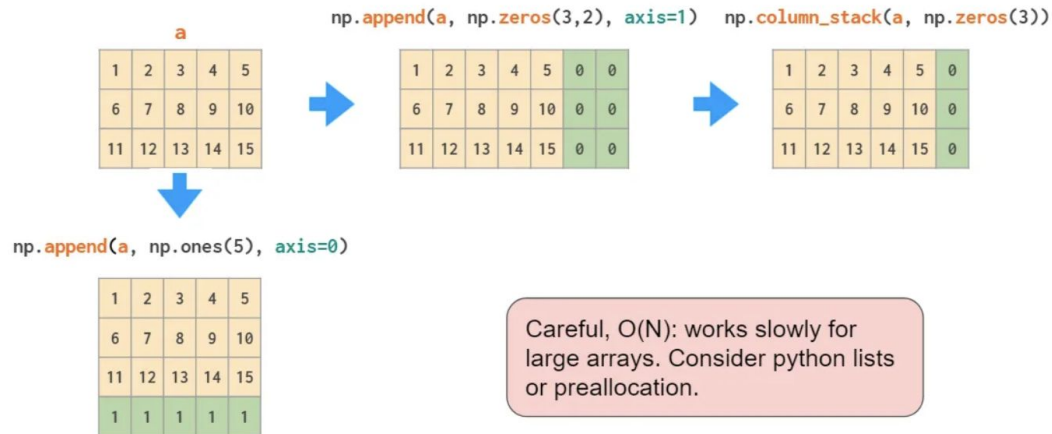 np.append(a, np.zeros(3,2), axis=1)
np.column_stack(a, np.zeros(3))
a
1 2 3 4 5
6 7 8 9 10
11 12 13 14 15
1 2 3 4 5 0 0
6 7 8 9 10 0 0
11 12 13 14 15 0 0
1 2 3 4 5 0
6 7 8 9 10 0
11 12 13 14 15 0
np.append(a, np.ones(5), axis=0)
1 2 3 4 5
6 7 8 9 10
11 12 13 14 15
1 1 1 1 1
Careful, O(N): works slowly for
large arrays. Consider python lists
or preallocation.